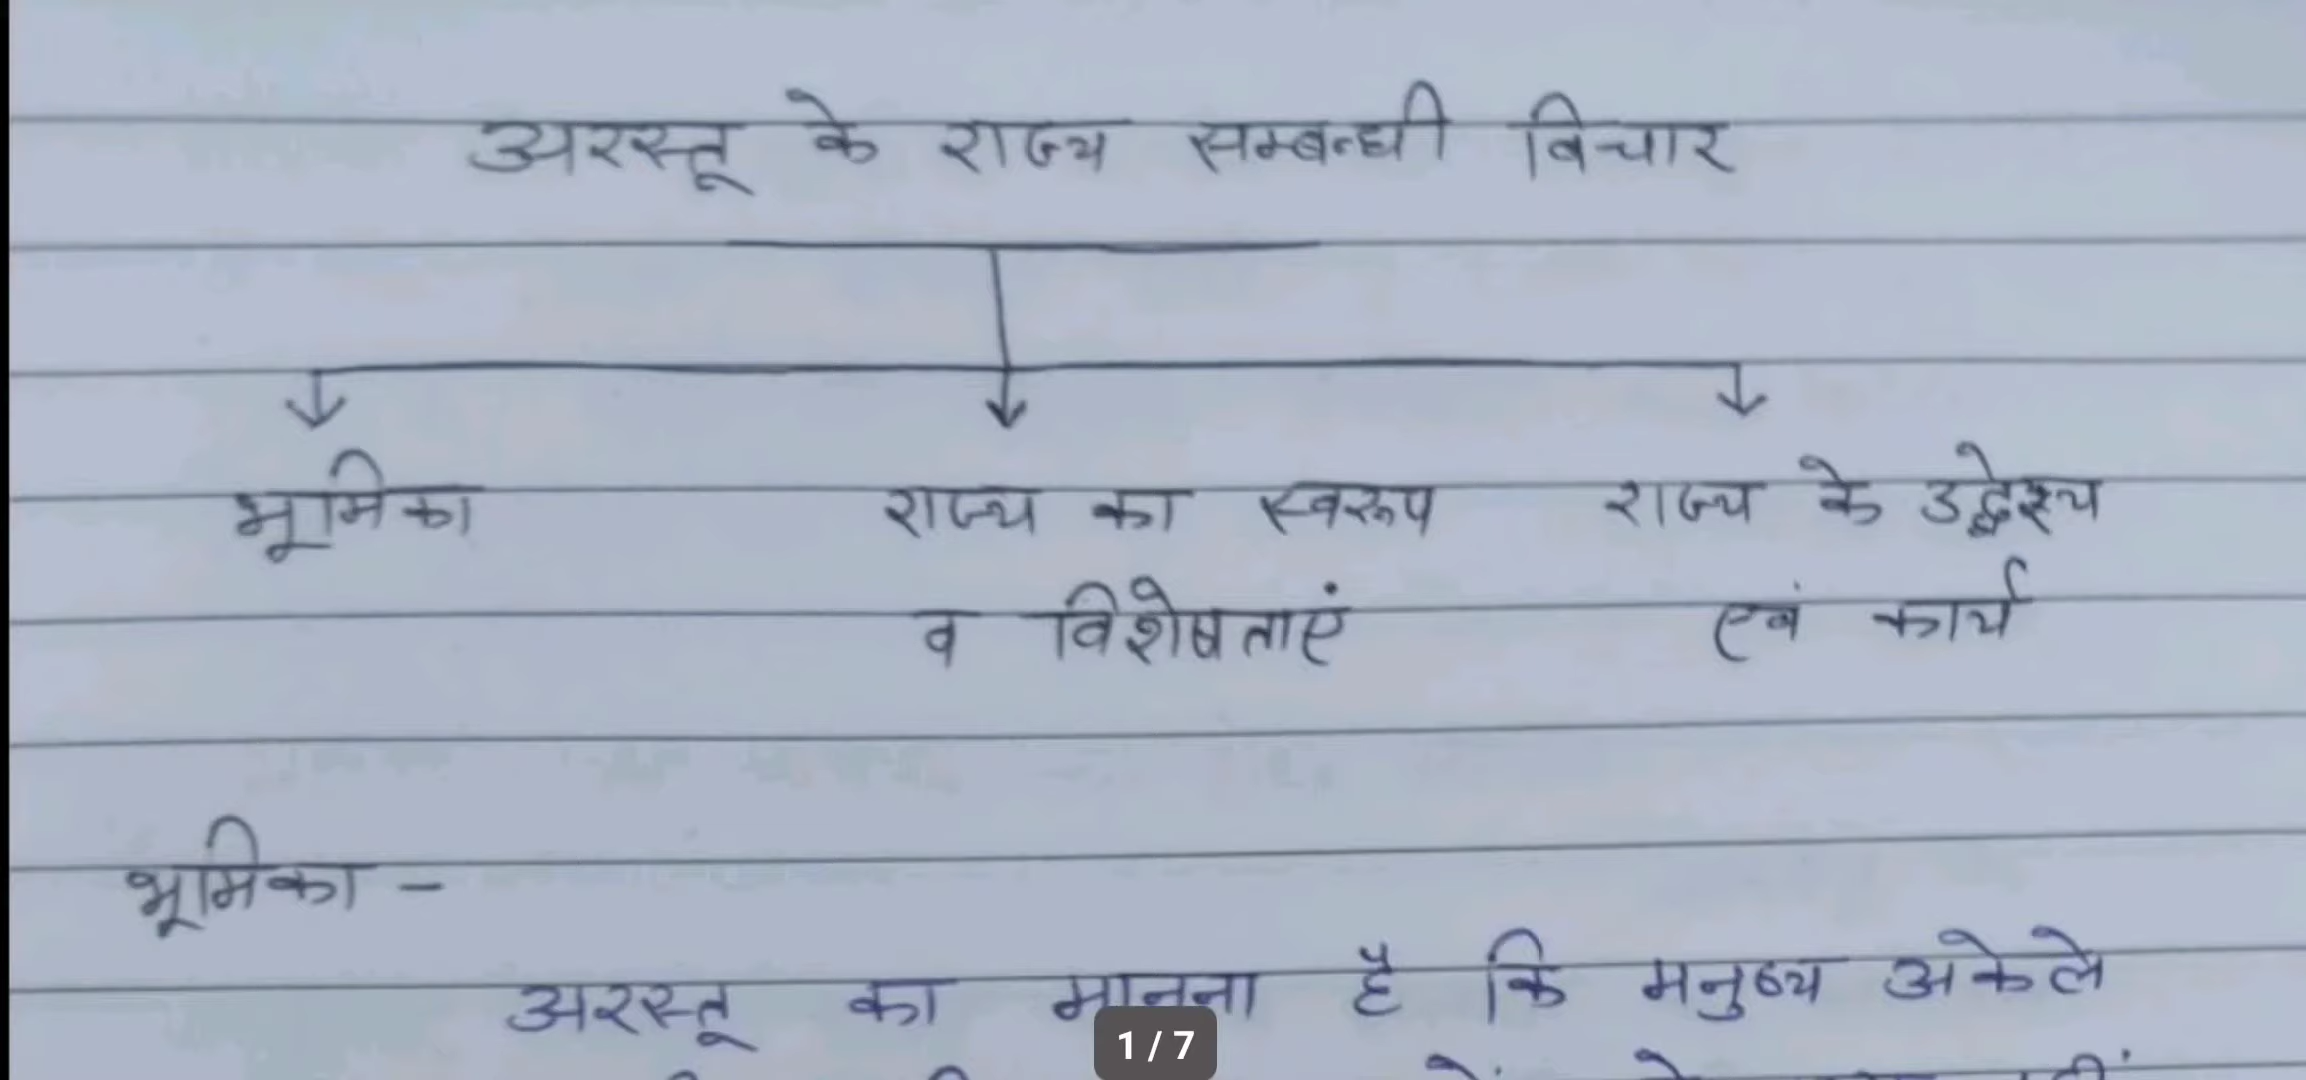 अरस्तू के राज्य सम्बन्धी विचार
भूमिका राज्य का स्वरूप राज्य के उद्देश्य
व विशेषताएं एवं कार्य
भूमिका -
अरस्तू का मानना है कि मनुष्य अकेले
1 / 7